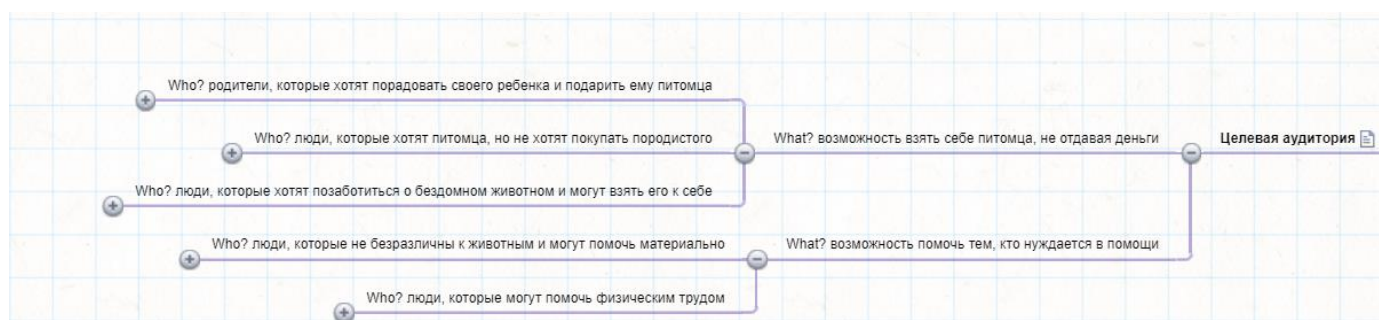 Who? родители, которые хотят порадовать своего ребенка и подарить ему питомца
Who? люди, которые хотят питомца, но не хотят покупать породистого
What? возможность взять себе питомца, не отдавая деньги
Целевая аудитория
Who? люди, которые хотят позаботиться о бездомном животном и могут взять его к себе
Who? люди, которые не безразличны к животным и могут помочь материально
What? возможность помочь тем, кто нуждается в помощи
Who? люди, которые могут помочь физическим трудом